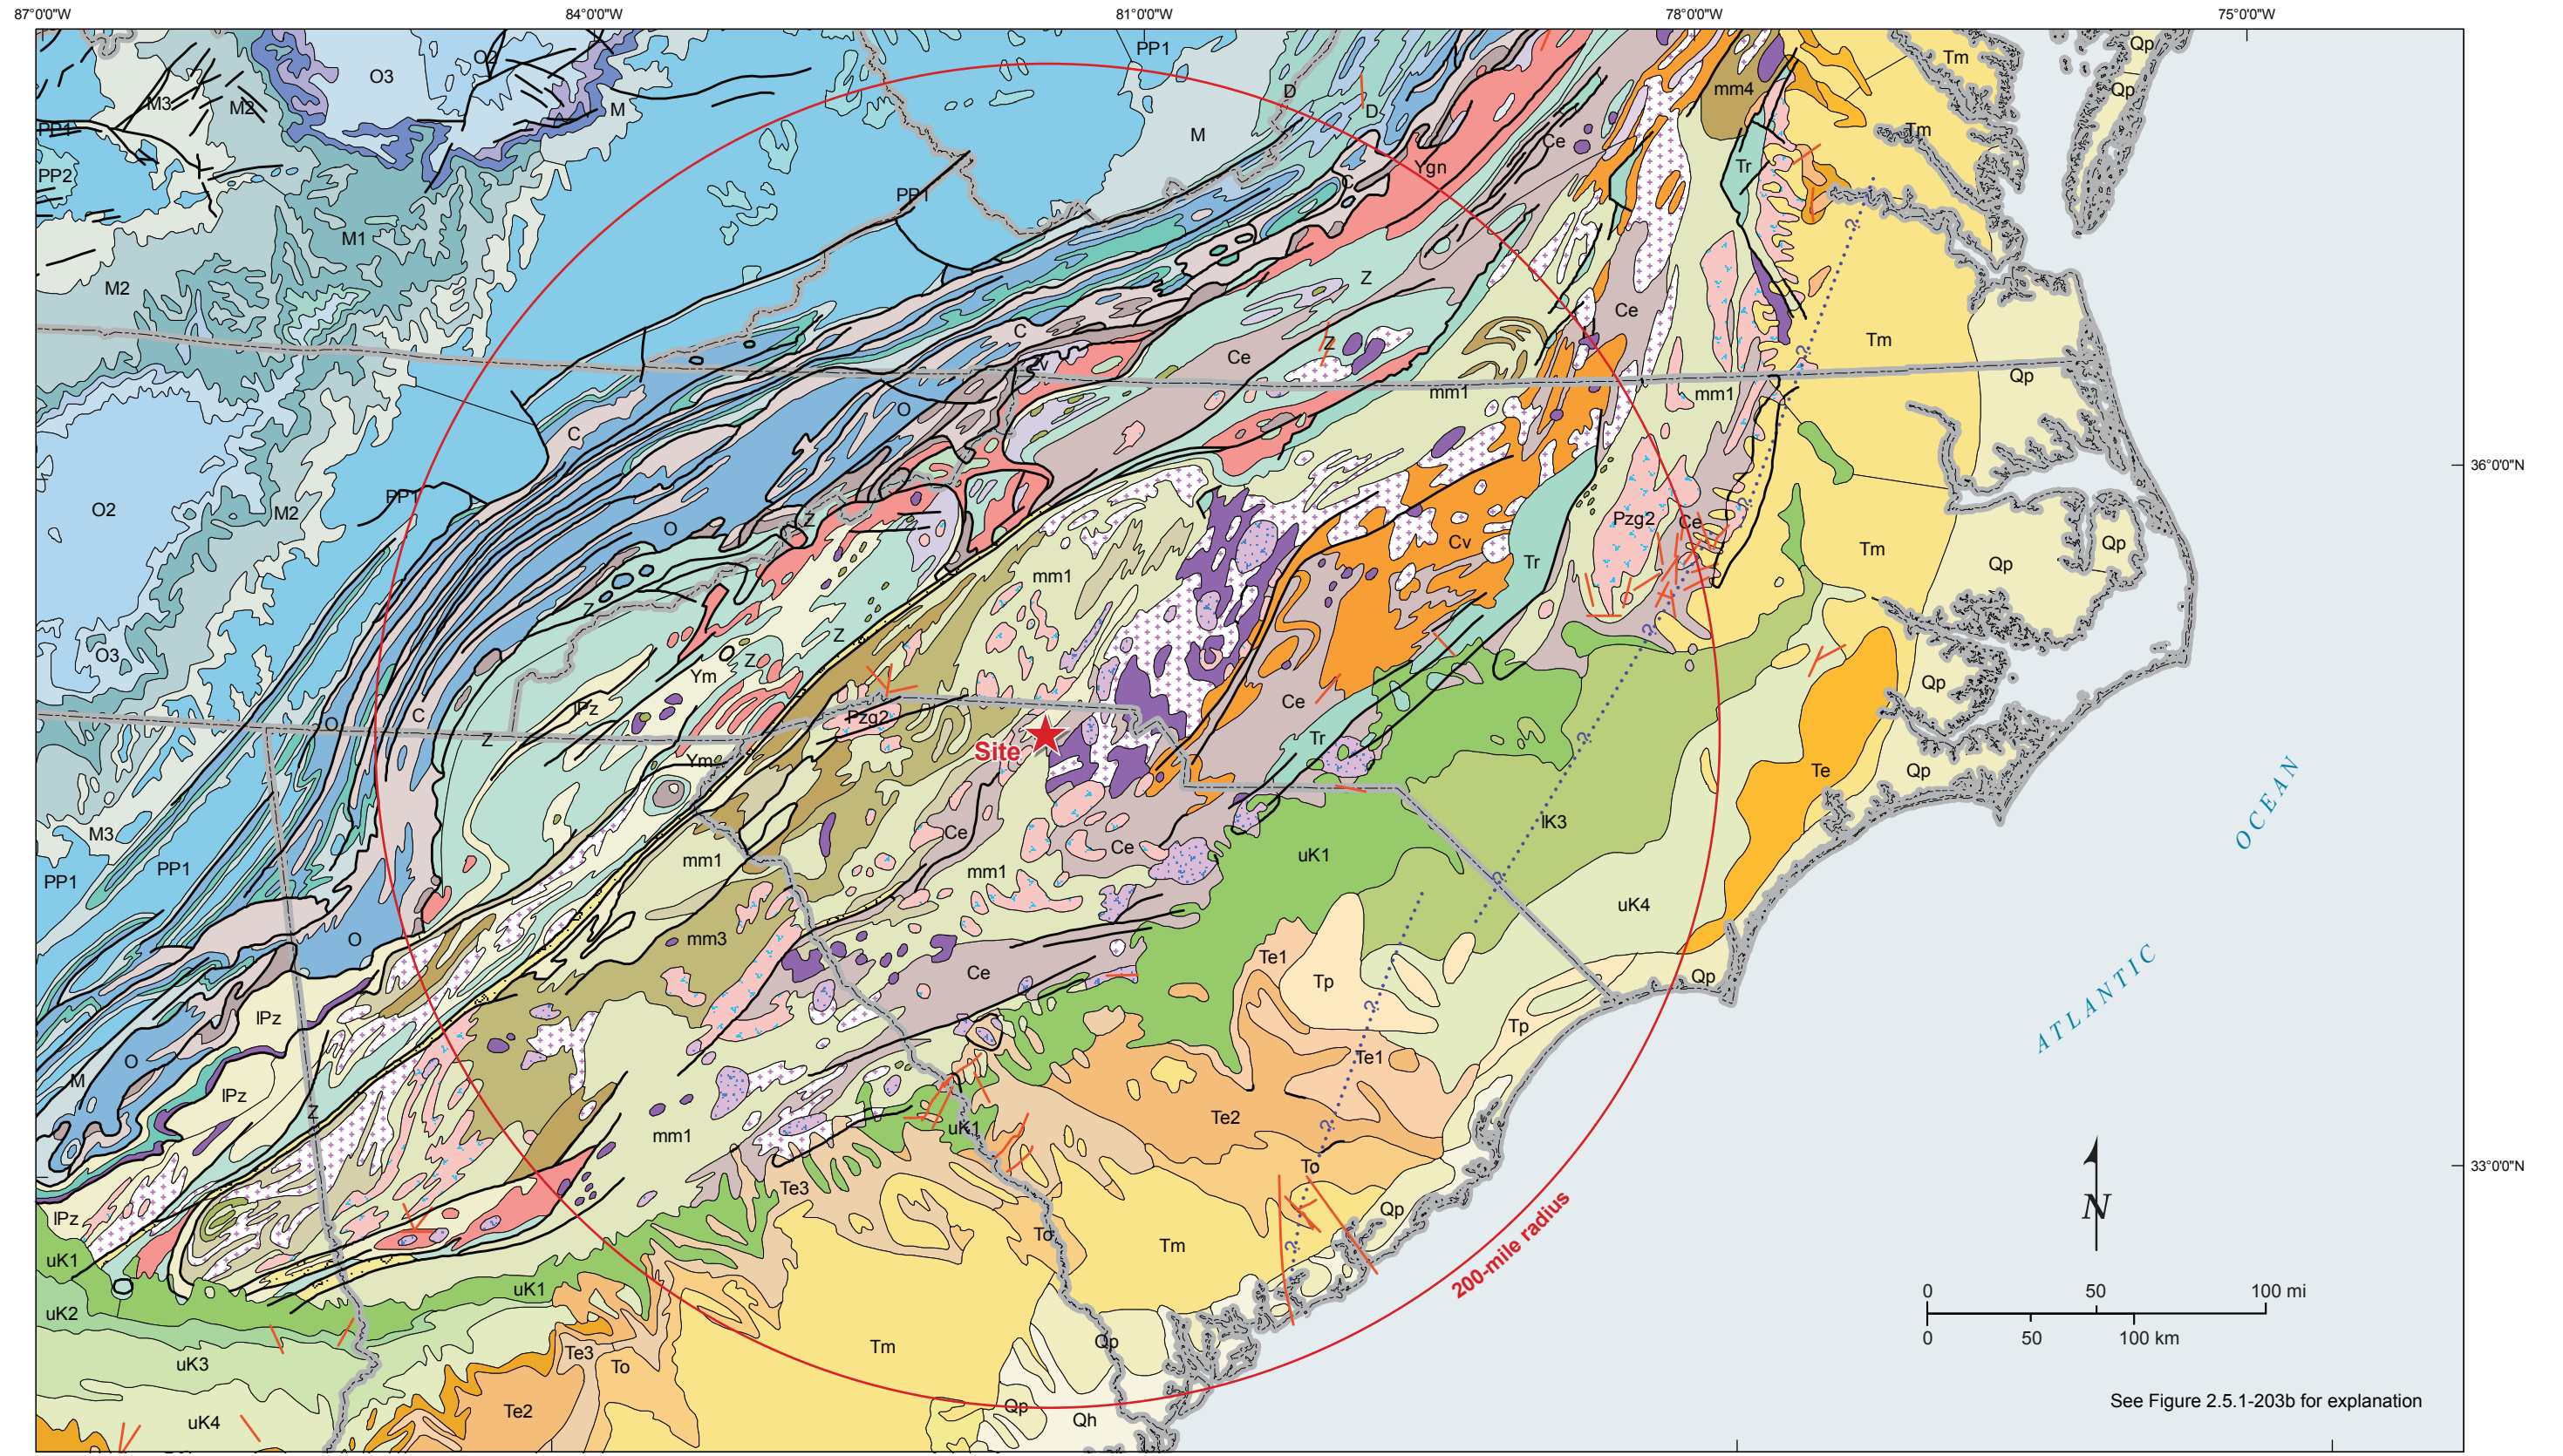 87°0'0"W
84°0'0"W
81°0'0"W
78°0'0"W
75°0'0"W
PP1
Qp
O2
O3
Tm
M3
M2
M
D
D
mm4
Qp
PP1
M
Ce
Tm
PP2
C
Ygn
Tr
PP1
M1
Z
M2
Ce
C
Tm
Z
Ce
Zv
Qp
mm1
mm1
O
C
36°0'0"N
PP1
O2
M2
Z
O
Pzg2
Ce
Cv
Tm
Qp
Qp
Tr
mm1
Z
Z
O3
Z
Ym
Qp
lPz
C
O
Pzg2
Ce
Z
Tr
Site
Ym
Te
Qp
OCEAN
lK3
M3
Ce
Ce
uK1
mm1
mm1
PP1
PP1
uK4
O
mm3
Te1
Ce
Tp
Qp
ATLANTIC
lPz
Tp
Te1
O
M
lPz
Z
Te2
uK1
mm1
To
33°0'0"N
Te3
Qp
N
lPz
To
Tm
200-mile radius
uK1
uK1
0 50 100 mi
uK2
0 50 100 km
Qp
Tm
uK3
Te3
To
See Figure 2.5.1-203b for explanation
Te2
Qp
Qh
uK4